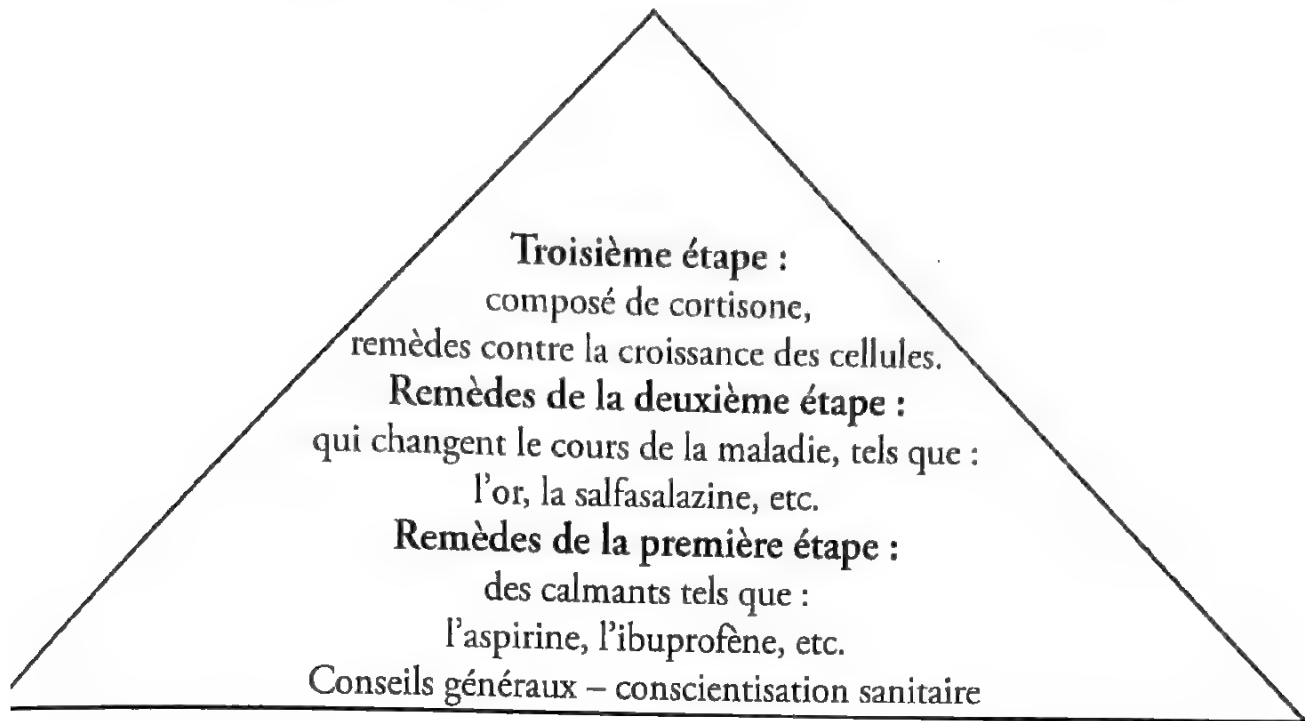 Troisième étape :
composé de cortisone,
remèdes contre la croissance des cellules.
Remèdes de la deuxième étape :
qui changent le cours de la maladie, tels que :
l'or, la salfasalazine, etc.
Remèdes de la première étape :
des calmants tels que :
l'aspirine, l'ibuprofène, etc.
Conseils généraux – conscientisation sanitaire